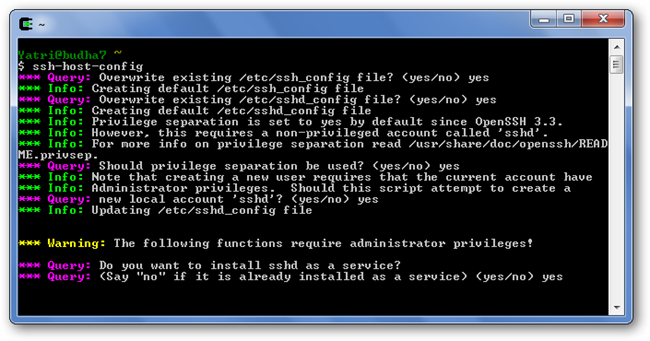 ~
Yatri@budha7 ~
$ ssh-host-config
*** Query: Overwrite existing /etc/ssh_config file? (yes/no) yes
*** Info: Creating default /etc/ssh_config file
*** Query: Overwrite existing /etc/sshd_config file? (yes/no) yes
*** Info: Creating default /etc/sshd_config file
*** Info: Privilege separation is set to yes by default since OpenSSH 3.3.
*** Info: However, this requires a non-privileged account called 'sshd'.
*** Info: For more info on privilege separation read /usr/share/doc/openssh/READ
ME.privsep.
*** Query: Should privilege separation be used? (yes/no) yes
*** Info: Note that creating a new user requires that the current account have
*** Info: Administrator privileges.  Should this script attempt to create a
*** Query: new local account 'sshd'? (yes/no) yes
*** Info: Updating /etc/sshd_config file
*** Warning: The following functions require administrator privileges!
*** Query: Do you want to install sshd as a service?
*** Query: (Say "no" if it is already installed as a service) (yes/no) yes